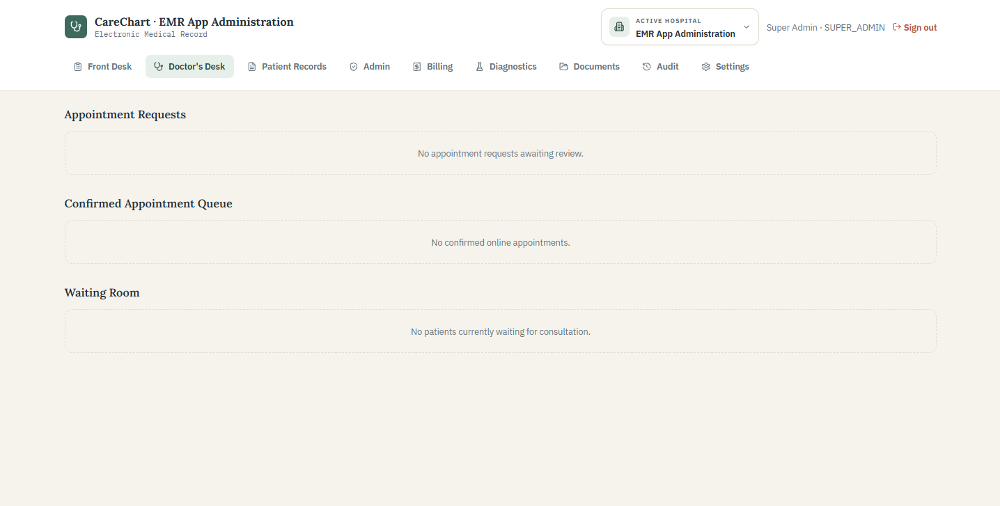 CareChart · EMR App Administration
Electronic Medical Record
ACTIVE HOSPITAL
EMR App Administration
Super Admin · SUPER_ADMIN
Sign out
Front Desk
Doctor's Desk
Patient Records
Admin
Billing
Diagnostics
Documents
Audit
Settings
Appointment Requests
No appointment requests awaiting review.
Confirmed Appointment Queue
No confirmed online appointments.
Waiting Room
No patients currently waiting for consultation.